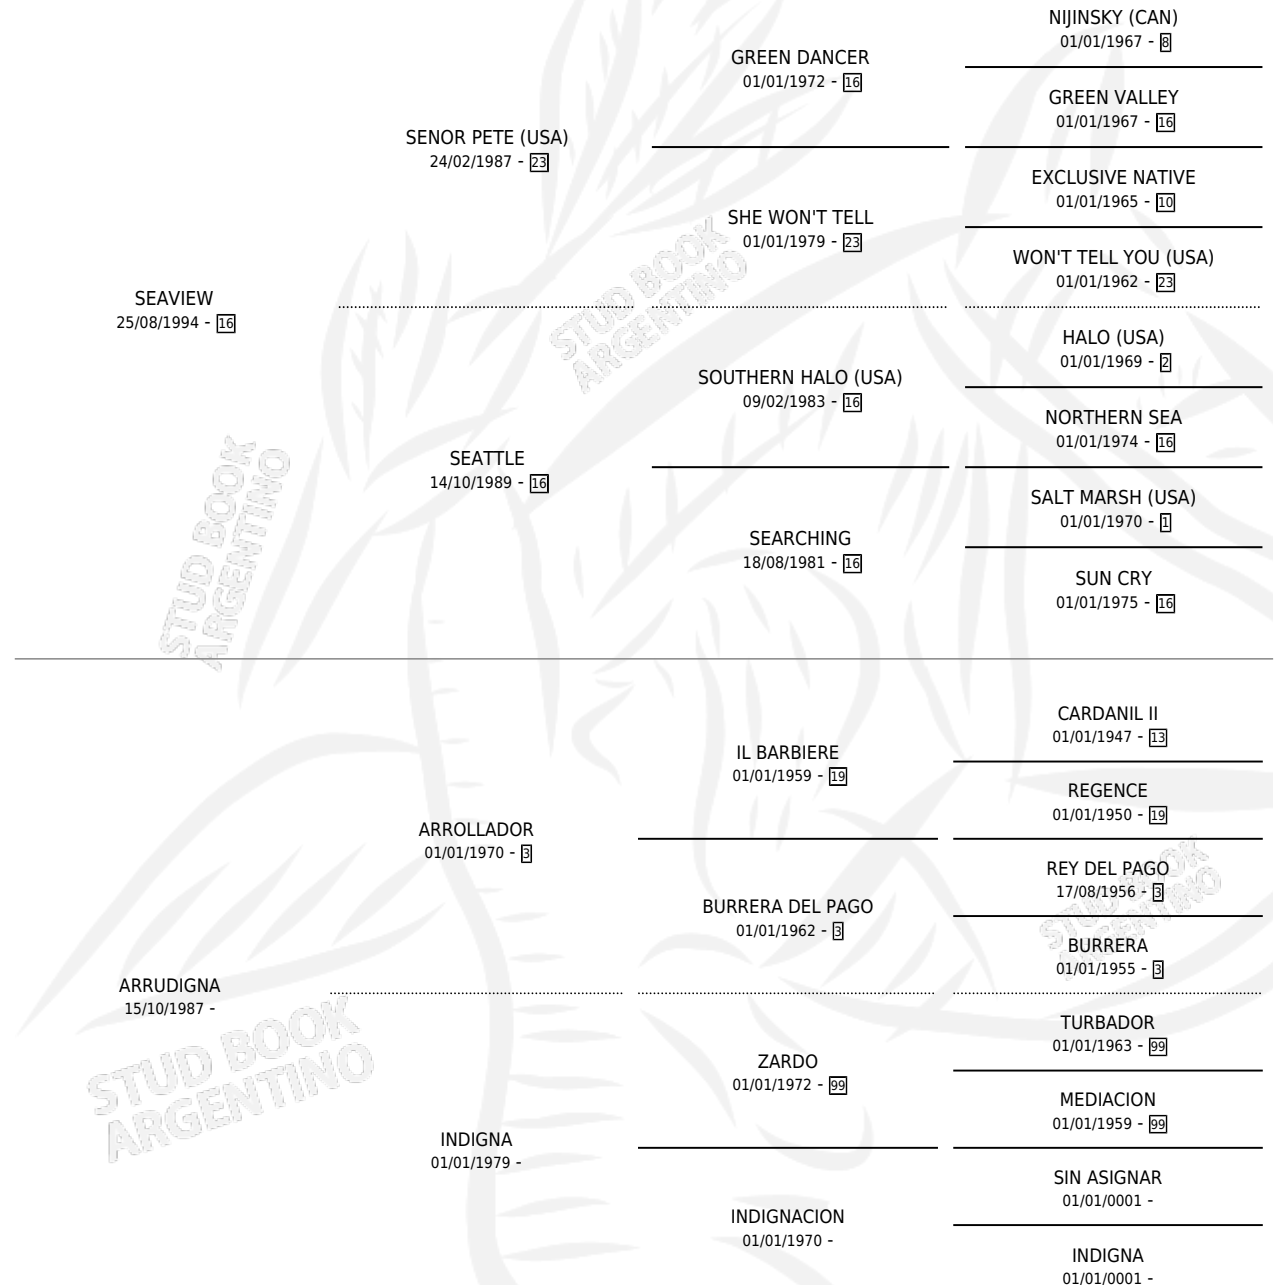 NIJINSKY (CAN)
01/01/1967 - 8
GREEN DANCER
01/01/1972 - 16
GREEN VALLEY
01/01/1967 - 16
SENOR PETE (USA)
24/02/1987 - 23
EXCLUSIVE NATIVE
01/01/1965 - 10
SHE WON'T TELL
01/01/1979 - 23
WON'T TELL YOU (USA)
01/01/1962 - 23
SEAVIEW
25/08/1994 - 16
HALO (USA)
01/01/1969 - 2
SOUTHERN HALO (USA)
09/02/1983 - 16
NORTHERN SEA
01/01/1974 - 16
SEATTLE
14/10/1989 - 16
SALT MARSH (USA)
01/01/1970 - 1
SEARCHING
18/08/1981 - 16
SUN CRY
01/01/1975 - 16
CARDANIL II
01/01/1947 - 13
IL BARBIERE
01/01/1959 - 19
REGENCE
01/01/1950 - 19
ARROLLADOR
01/01/1970 - 3
REY DEL PAGO
17/08/1956 - 3
BURRERA DEL PAGO
01/01/1962 - 3
BURRERA
01/01/1955 - 3
ARRUDIGNA
15/10/1987 -
TURBADOR
01/01/1963 - 99
ZARDO
01/01/1972 - 99
MEDIACION
01/01/1959 - 99
INDIGNA
01/01/1979 -
SIN ASIGNAR
01/01/0001 -
INDIGNACION
01/01/1970 -
INDIGNA
01/01/0001 -
STUD BOOK
ARGENTINO
STUD BOOK
ARGENTINO
STUD BOOK
ARGENTINO
STUD BOOK
ARGENTINO